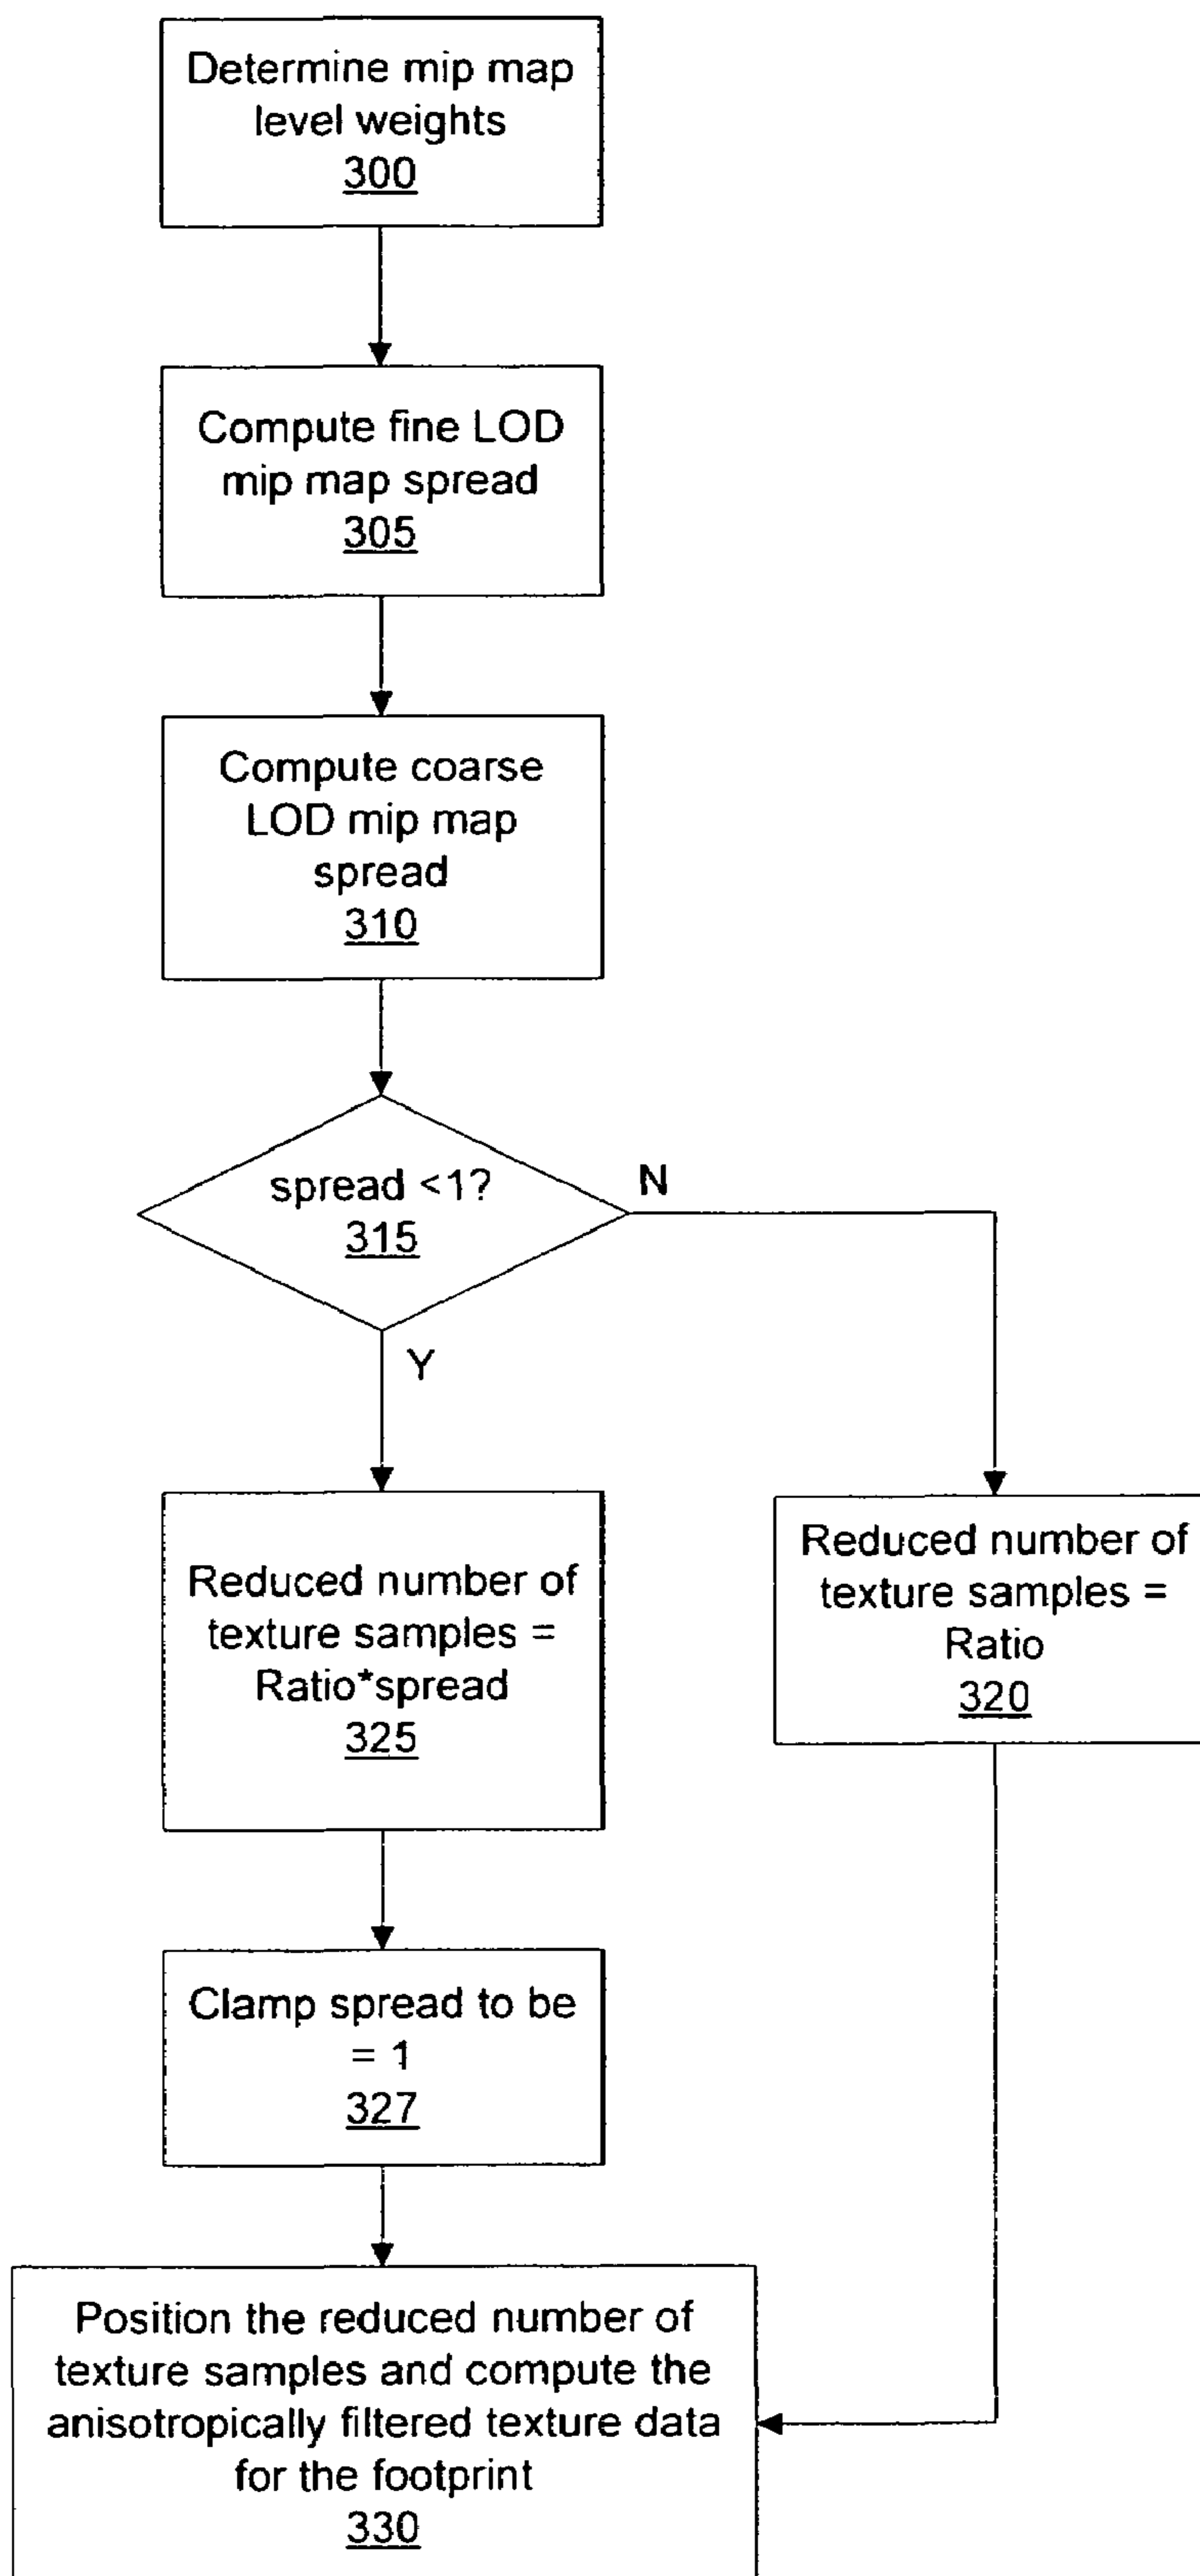 Determine mip map
level weights
300
Compute fine LOD
mip map spread
305
Compute coarse
LOD mip map
spread
310
spread <1?
315
N
Y
Reduced number of
texture samples =
Ratio*spread
325
Reduced number of
texture samples =
Ratio
320
Clamp spread to be
= 1
327
Position the reduced number of
texture samples and compute the
anisotropically filtered texture data
for the footprint
330